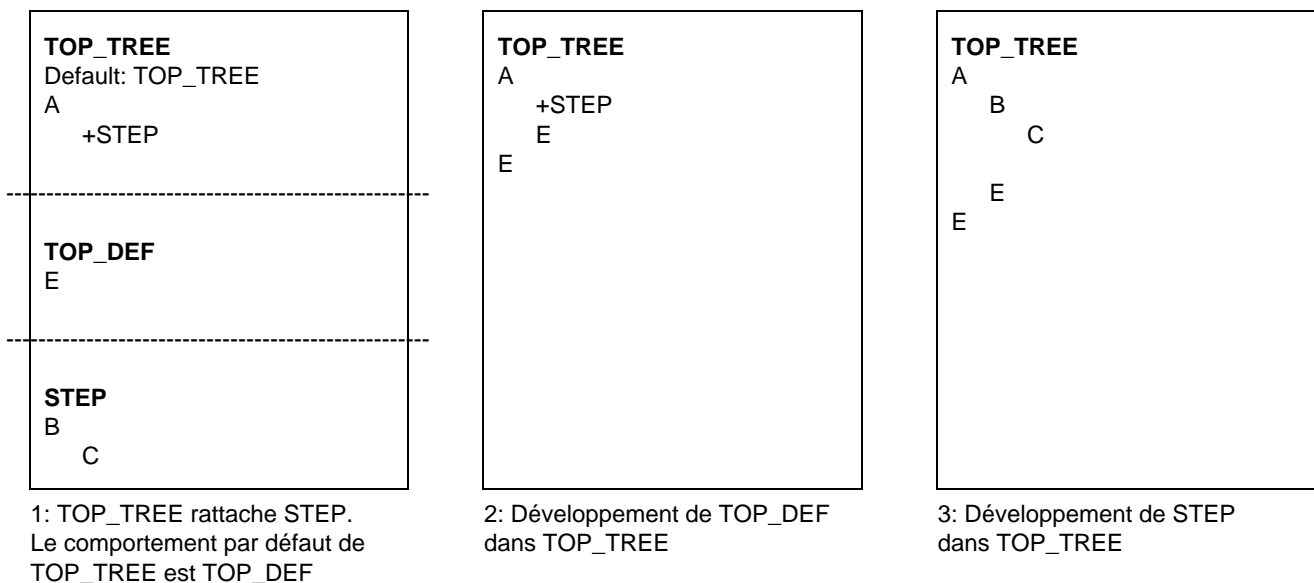 TOP_TREE
Default: TOP_TREE
A
+STEP
TOP_DEF
E
STEP
B
C
1: TOP_TREE rattache STEP.
Le comportement par défaut de
TOP_TREE est TOP_DEF
TOP_TREE
A
+STEP
E
E
2: Développement de TOP_DEF
dans TOP_TREE
TOP_TREE
A
B
C
E
E
3: Développement de STEP
dans TOP_TREE